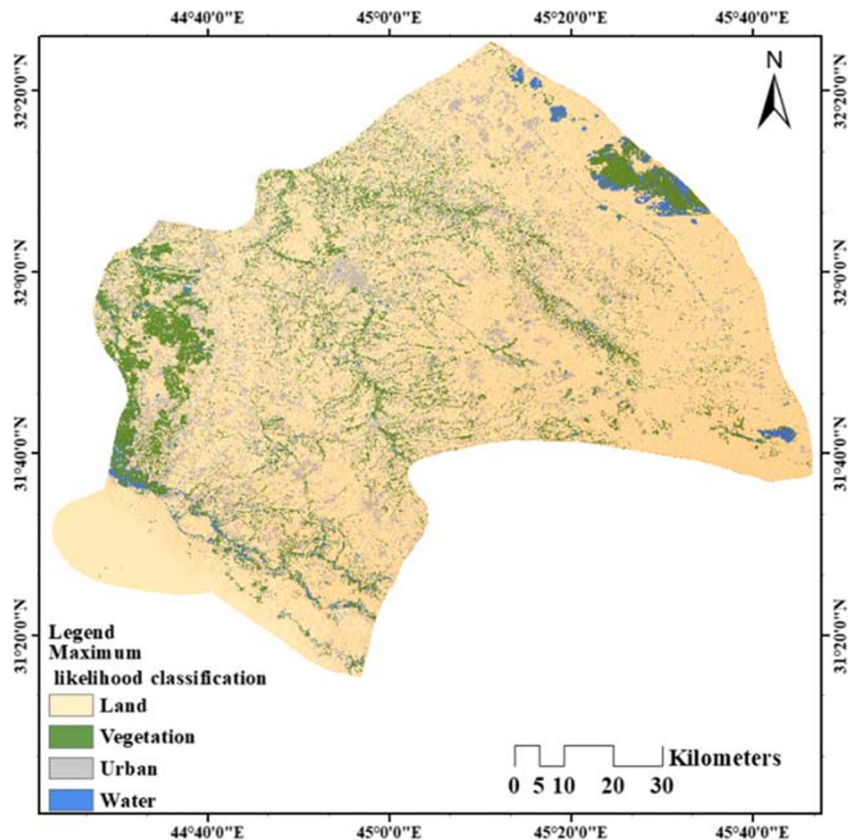 44°40'0"E 45°0'0"E 45°20'0"E 45°40'0"E
N
32°20'0"N 32°20'0"N
32°0'0"N 32°0'0"N
31°40'0"N 31°40'0"N
31°20'0"N 31°20'0"N
Legend
Maximum
likelihood classification
Land
Vegetation
Urban
Water
Kilometers
0 5 10 20 30
44°40'0"E 45°0'0"E 45°20'0"E 45°40'0"E